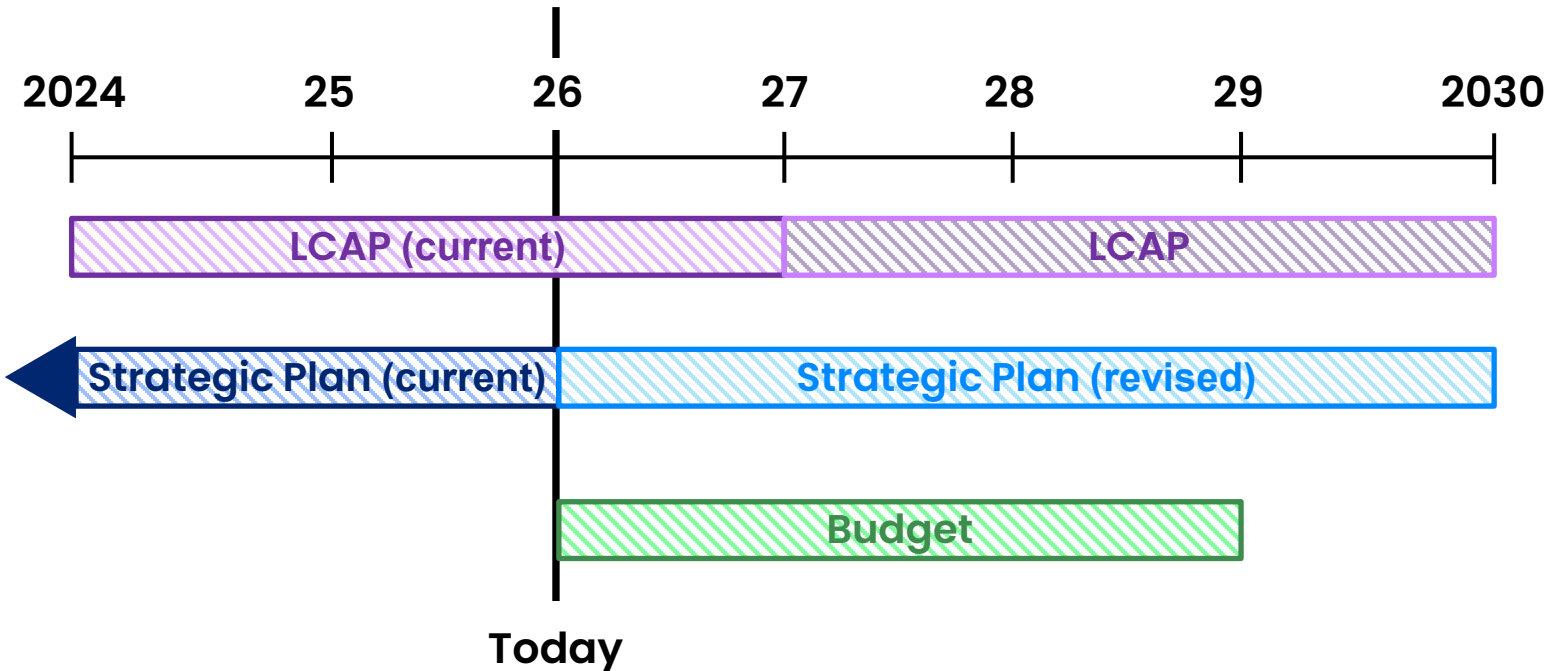 2024 25 26 27 28 29 2030
LCAP (current) LCAP
Strategic Plan (current) Strategic Plan (revised)
Budget
Today